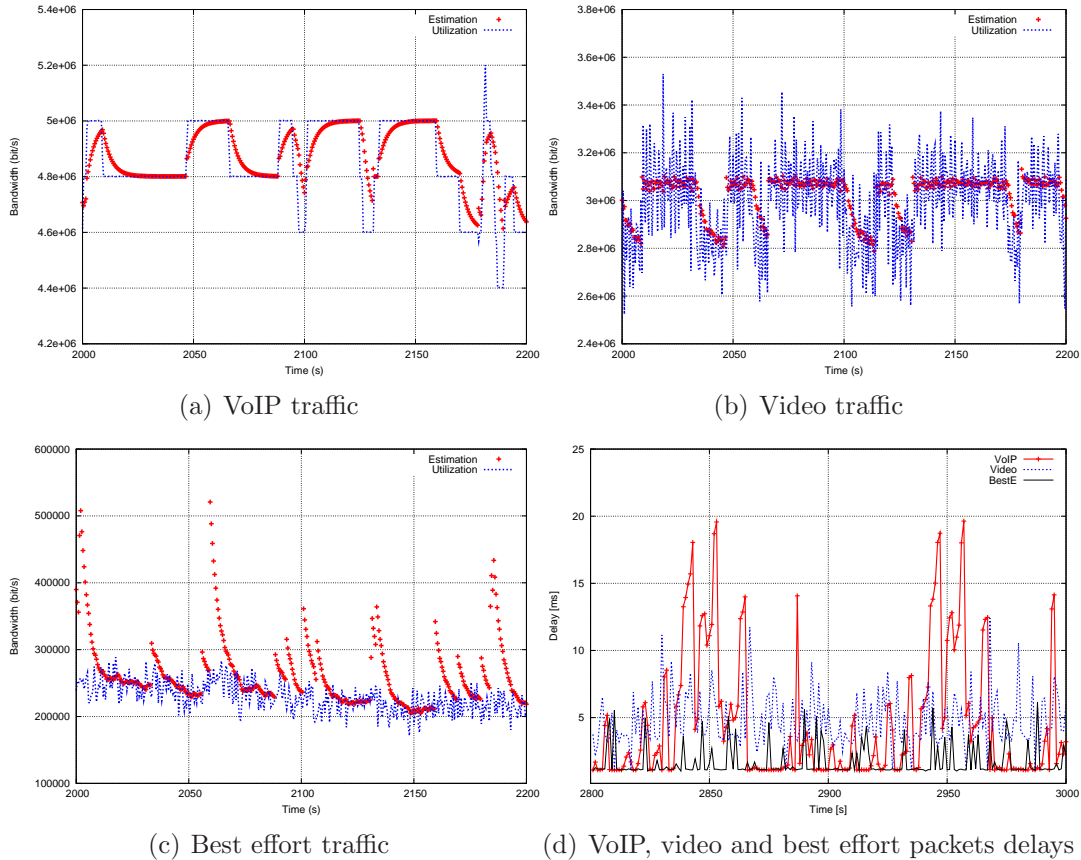 5.4e+06
5.2e+06
5e+06
4.8e+06
4.6e+06
4.4e+06
4.2e+06
Bandwidth (bit/s)
Estimation
Utilization
2000 2050 2100 2150 2200
Time (s)
(a) VoIP traffic
3.8e+06
3.6e+06
3.4e+06
3.2e+06
3e+06
2.8e+06
2.6e+06
2.4e+06
Bandwidth (bit/s)
Estimation
Utilization
2000 2050 2100 2150 2200
Time (s)
(b) Video traffic
600000
500000
400000
300000
200000
100000
Bandwidth (bit/s)
Estimation
Utilization
2000 2050 2100 2150 2200
Time (s)
(c) Best effort traffic
25
20
15
10
5
Delay [ms]
VoIP
Video
BestE
2800 2850 2900 2950 3000
Time [s]
(d) VoIP, video and best effort packets delays